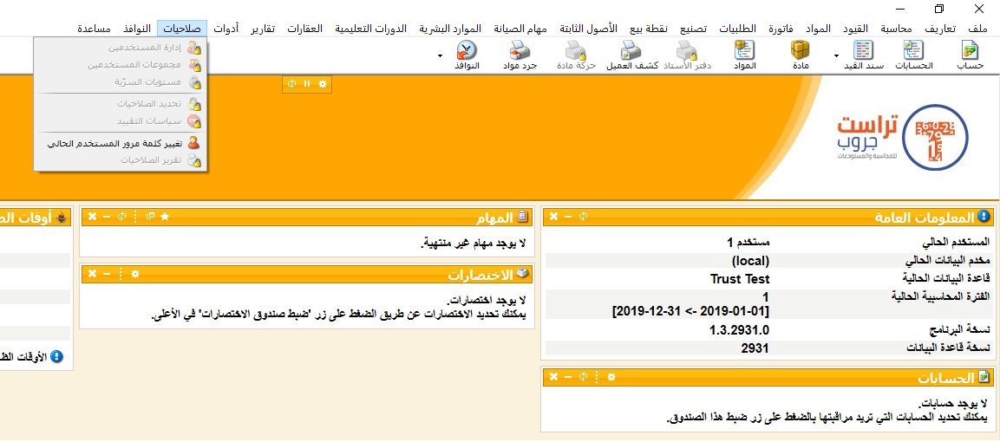 ملف تعاريف محاسبة القيود المواد فاتورة الطلبيات تصنيع نقطة بيع الأصول الثابتة مهام الصيانة الموارد البشرية الدورات التعليمية العقارات تقارير أدوات صلاحيات النوافذ مساعدة
حساب الحسابات سند القيد مادة المواد دفتر الأستاذ كشف العميل حركة مادة جرد مواد النوافذ
إدارة المستخدمين
مجموعات المستخدمين
مستويات السرّية
تحديد الصلاحيات
سياسات التقييد
تغيير كلمة مرور المستخدم الحالي
تقرير الصلاحيات
تراست
جروب
للمحاسبة والمستودعات
المعلومات العامة
المستخدم الحالي مستخدم 1
مخدم البيانات الحالي (local)
قاعدة البيانات الحالية Trust Test
الفترة المحاسبية الحالية 1
[2019-12-31 <- 2019-01-01]
نسخة البرنامج 1.3.2931.0
نسخة قاعدة البيانات 2931
الحسابات
لا يوجد حسابات.
يمكنك تحديد الحسابات التي تريد مراقبتها بالضغط على زر ضبط هذا الصندوق.
المهام
لا يوجد مهام غير منتهية.
الاختصارات
لا يوجد اختصارات.
يمكنك تحديد الاختصارات عن طريق الضغط على زر 'ضبط صندوق الاختصارات' في الأعلى.
أوقات الص
الأوقات الظ